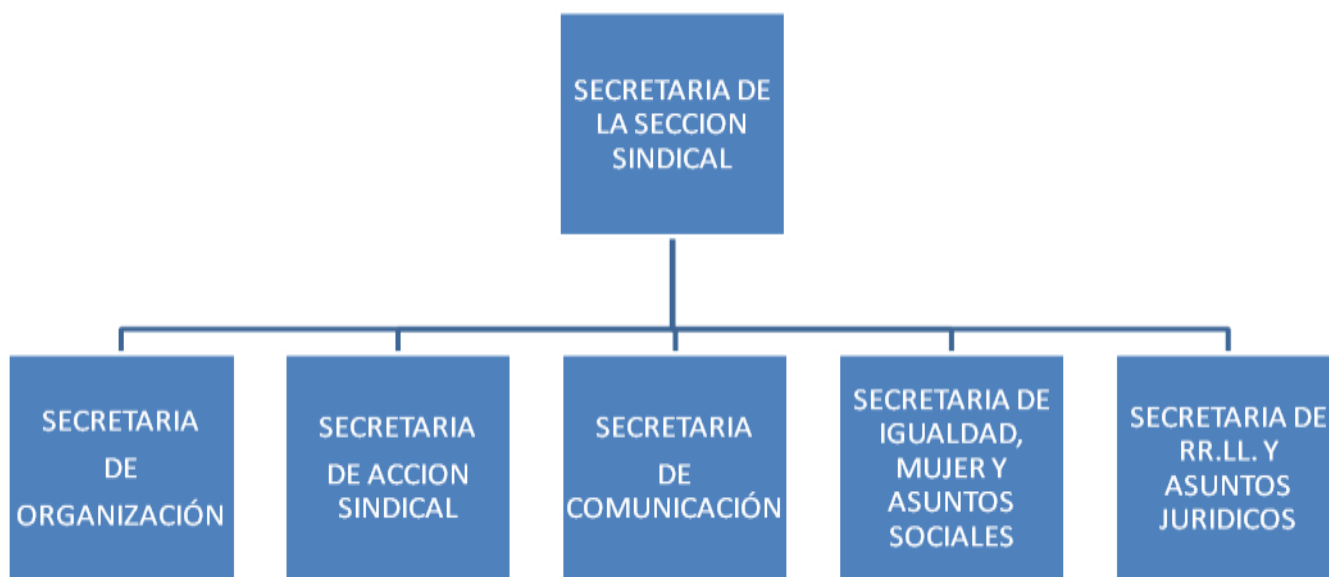 SECRETARIA DE
LA SECCION
SINDICAL
SECRETARIA
DE
ORGANIZACIÓN
SECRETARIA
DE ACCION
SINDICAL
SECRETARIA
DE
COMUNICACIÓN
SECRETARIA DE
IGUALDAD,
MUJER Y
ASUNTOS
SOCIALES
SECRETARIA DE
RR.LL. Y
ASUNTOS
JURIDICOS